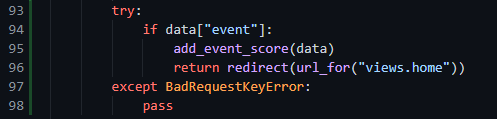 93 try:
94 if data["event"]:
95 add_event_score(data)
96 return redirect(url_for("views.home"))
97 except BadRequestKeyError:
98 pass